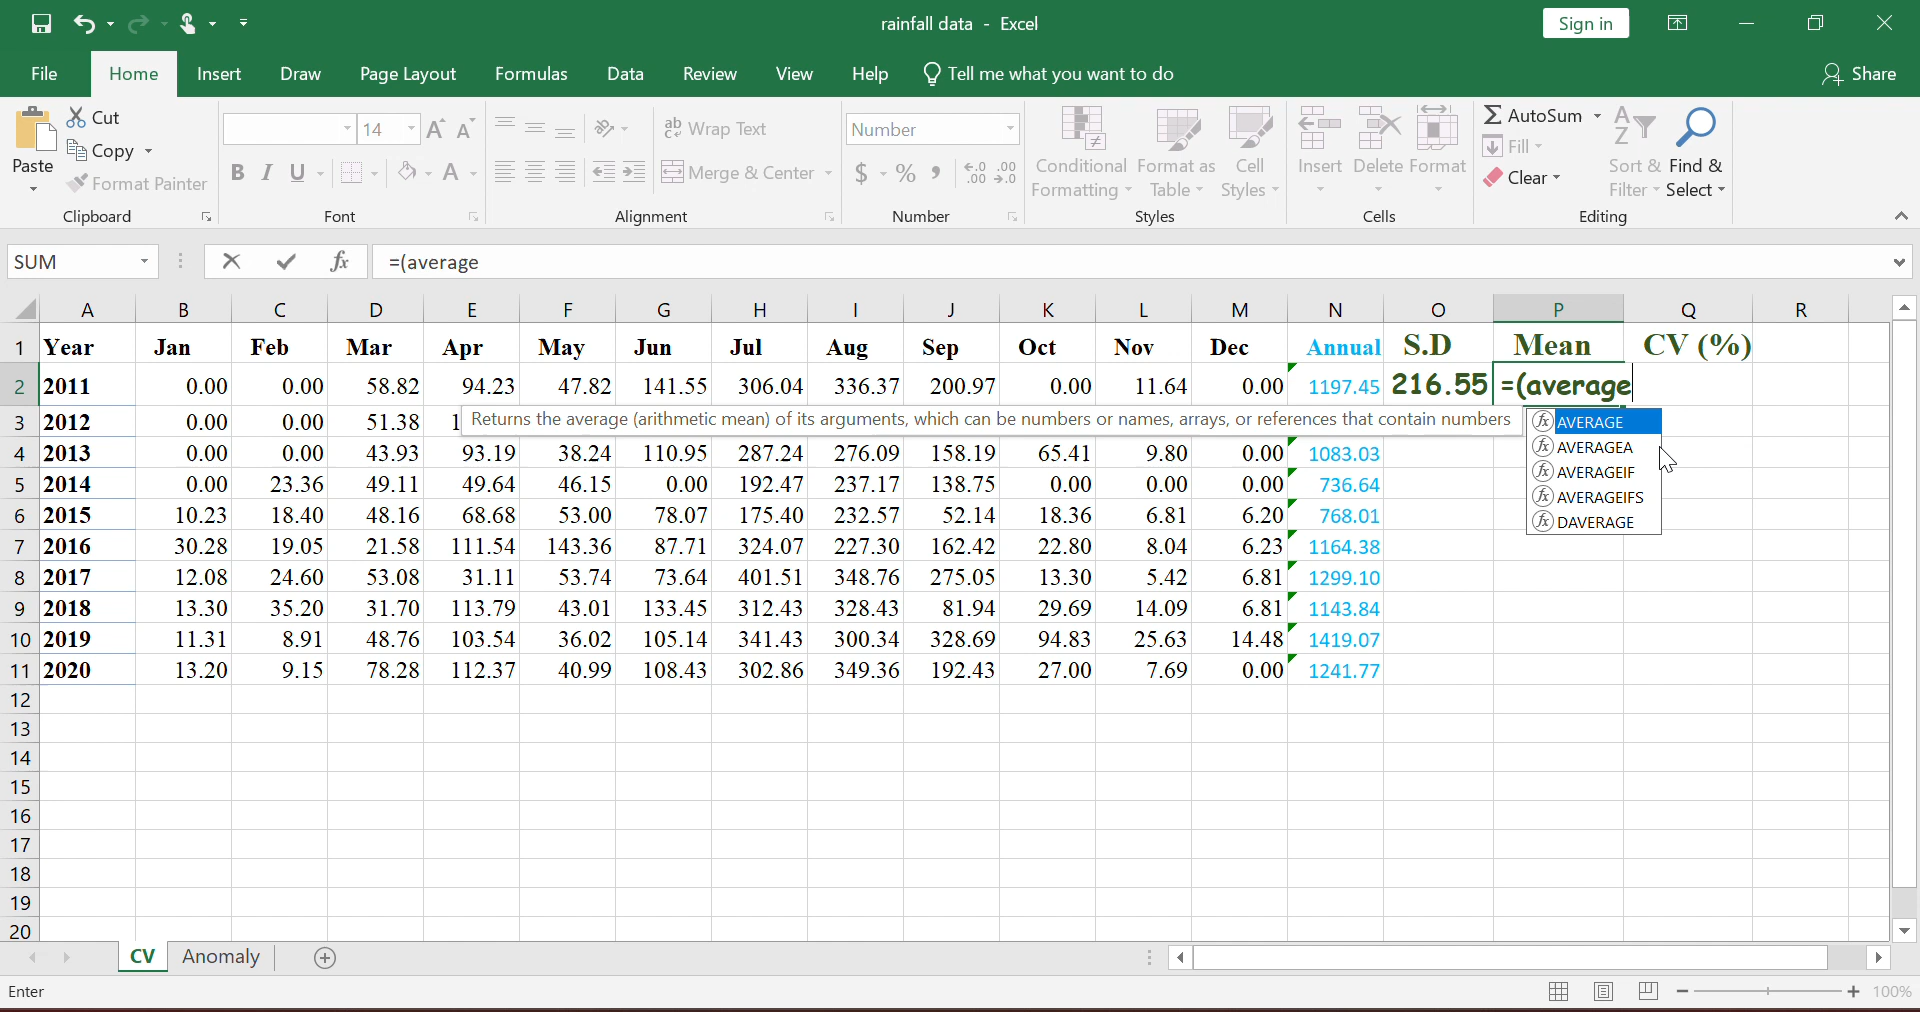 rainfall data - Excel
Sign in
File Home Insert Draw Page Layout Formulas Data Review View Help Tell me what you want to do Share
Paste Cut Copy Format Painter Clipboard
14 B I U A Font
ab Wrap Text Merge & Center Alignment
Number $ % , Number
Conditional Formatting Format as Table Cell Styles Styles
Insert Delete Format Cells
AutoSum Fill Clear Sort & Filter Find & Select Editing
SUM fx =(average
A B C D E F G H I J K L M N O P Q R
1 Year Jan Feb Mar Apr May Jun Jul Aug Sep Oct Nov Dec Annual S.D Mean CV (%)
2 2011 0.00 0.00 58.82 94.23 47.82 141.55 306.04 336.37 200.97 0.00 11.64 0.00 1197.45 216.55 =(average
3 2012 0.00 0.00 51.38 1
Returns the average (arithmetic mean) of its arguments, which can be numbers or names, arrays, or references that contain numbers
AVERAGE
AVERAGEA
AVERAGEIF
AVERAGEIFS
DAVERAGE
4 2013 0.00 0.00 43.93 93.19 38.24 110.95 287.24 276.09 158.19 65.41 9.80 0.00 1083.03
5 2014 0.00 23.36 49.11 49.64 46.15 0.00 192.47 237.17 138.75 0.00 0.00 0.00 736.64
6 2015 10.23 18.40 48.16 68.68 53.00 78.07 175.40 232.57 52.14 18.36 6.81 6.20 768.01
7 2016 30.28 19.05 21.58 111.54 143.36 87.71 324.07 227.30 162.42 22.80 8.04 6.23 1164.38
8 2017 12.08 24.60 53.08 31.11 53.74 73.64 401.51 348.76 275.05 13.30 5.42 6.81 1299.10
9 2018 13.30 35.20 31.70 113.79 43.01 133.45 312.43 328.43 81.94 29.69 14.09 6.81 1143.84
10 2019 11.31 8.91 48.76 103.54 36.02 105.14 341.43 300.34 328.69 94.83 25.63 14.48 1419.07
11 2020 13.20 9.15 78.28 112.37 40.99 108.43 302.86 349.36 192.43 27.00 7.69 0.00 1241.77
12
13
14
15
16
17
18
19
20
CV Anomaly
Enter 100%